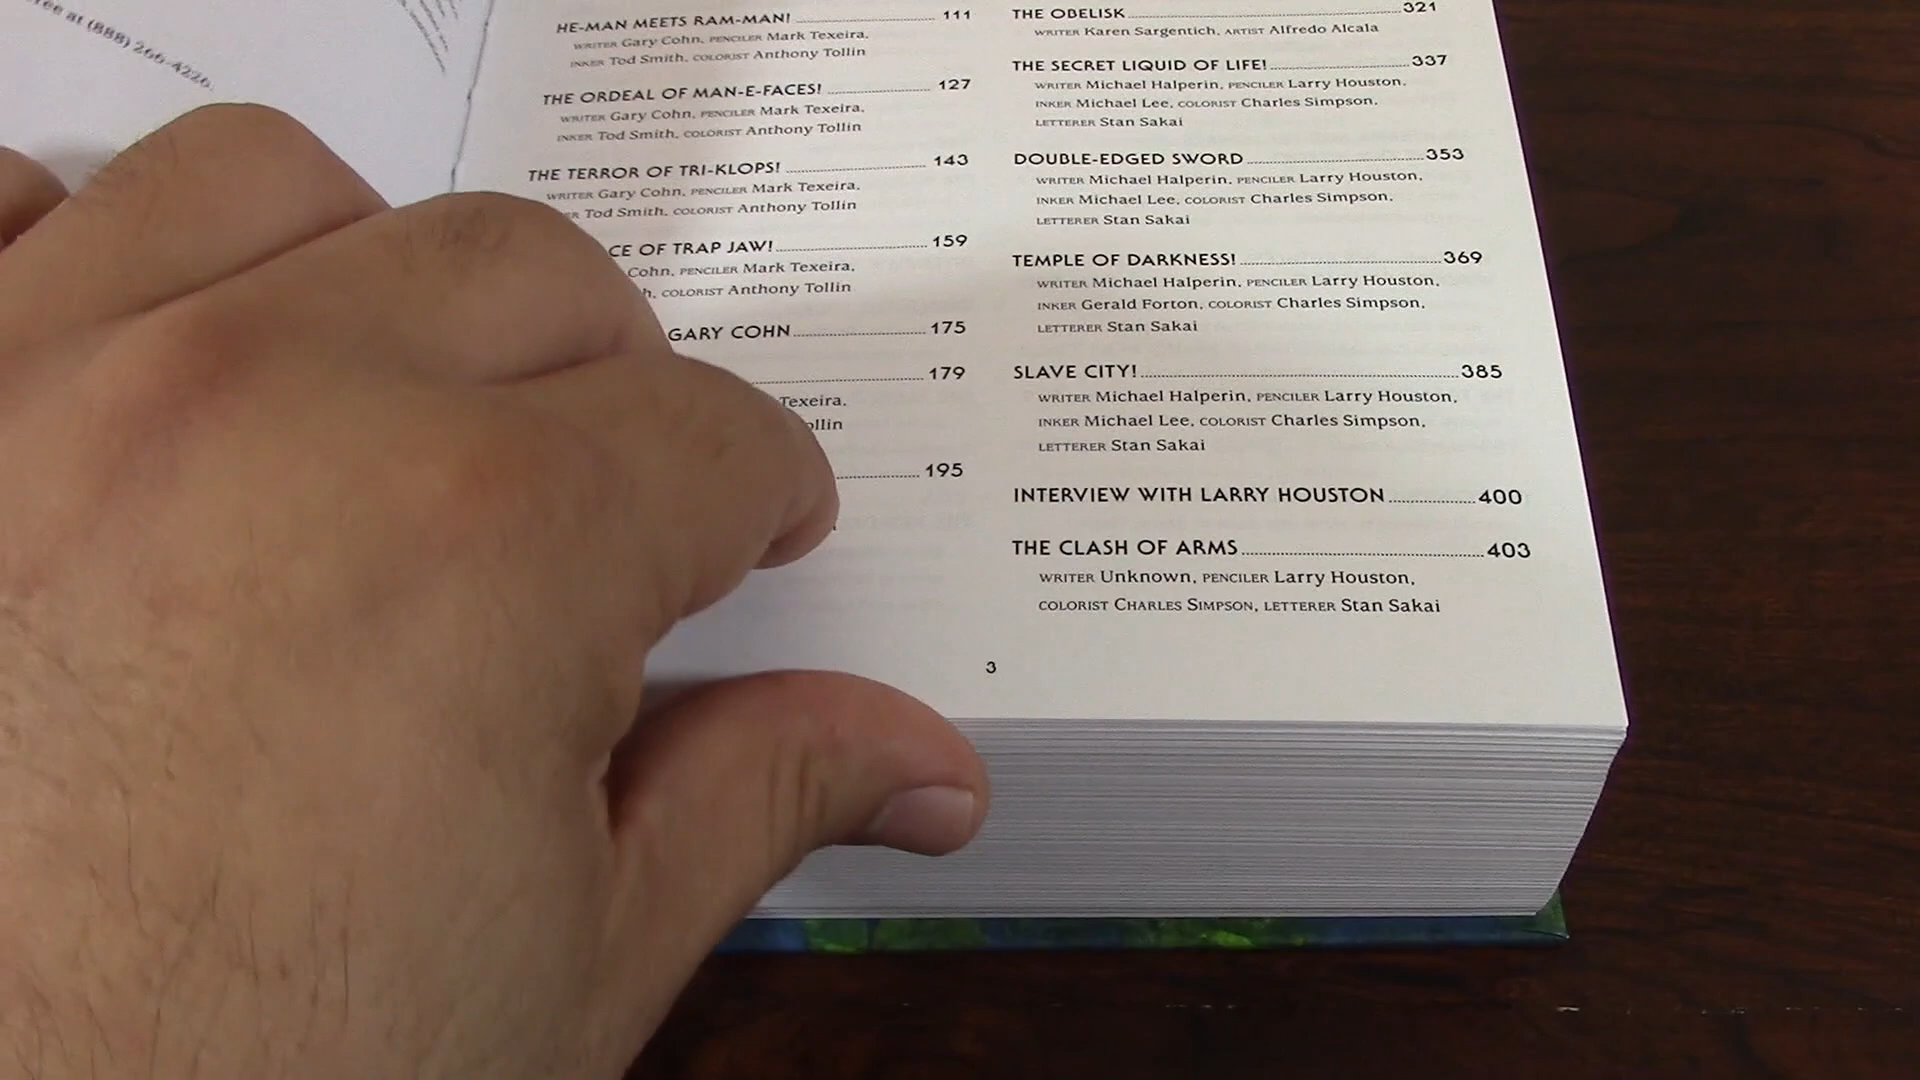 ree at (888) 266-4226.
HE-MAN MEETS RAM-MAN! 111
WRITER Gary Cohn, PENCILER Mark Texeira,
INKER Tod Smith, COLORIST Anthony Tollin
THE ORDEAL OF MAN-E-FACES! 127
WRITER Gary Cohn, PENCILER Mark Texeira,
INKER Tod Smith, COLORIST Anthony Tollin
THE TERROR OF TRI-KLOPS! 143
WRITER Gary Cohn, PENCILER Mark Texeira,
Tod Smith, COLORIST Anthony Tollin
OF TRAP JAW! 159
Cohn, PENCILER Mark Texeira,
COLORIST Anthony Tollin
GARY COHN 175
179
Texeira,
195
THE OBELISK 321
WRITER Karen Sargentich, ARTIST Alfredo Alcala
THE SECRET LIQUID OF LIFE! 337
WRITER Michael Halperin, PENCILER Larry Houston,
INKER Michael Lee, COLORIST Charles Simpson,
LETTERER Stan Sakai
DOUBLE-EDGED SWORD 353
WRITER Michael Halperin, PENCILER Larry Houston,
INKER Michael Lee, COLORIST Charles Simpson,
LETTERER Stan Sakai
TEMPLE OF DARKNESS! 369
WRITER Michael Halperin, PENCILER Larry Houston,
INKER Gerald Forton, COLORIST Charles Simpson,
LETTERER Stan Sakai
SLAVE CITY! 385
WRITER Michael Halperin, PENCILER Larry Houston,
INKER Michael Lee, COLORIST Charles Simpson,
LETTERER Stan Sakai
INTERVIEW WITH LARRY HOUSTON 400
THE CLASH OF ARMS 403
WRITER Unknown, PENCILER Larry Houston,
COLORIST CHARLES SIMPSON, LETTERER Stan Sakai
3